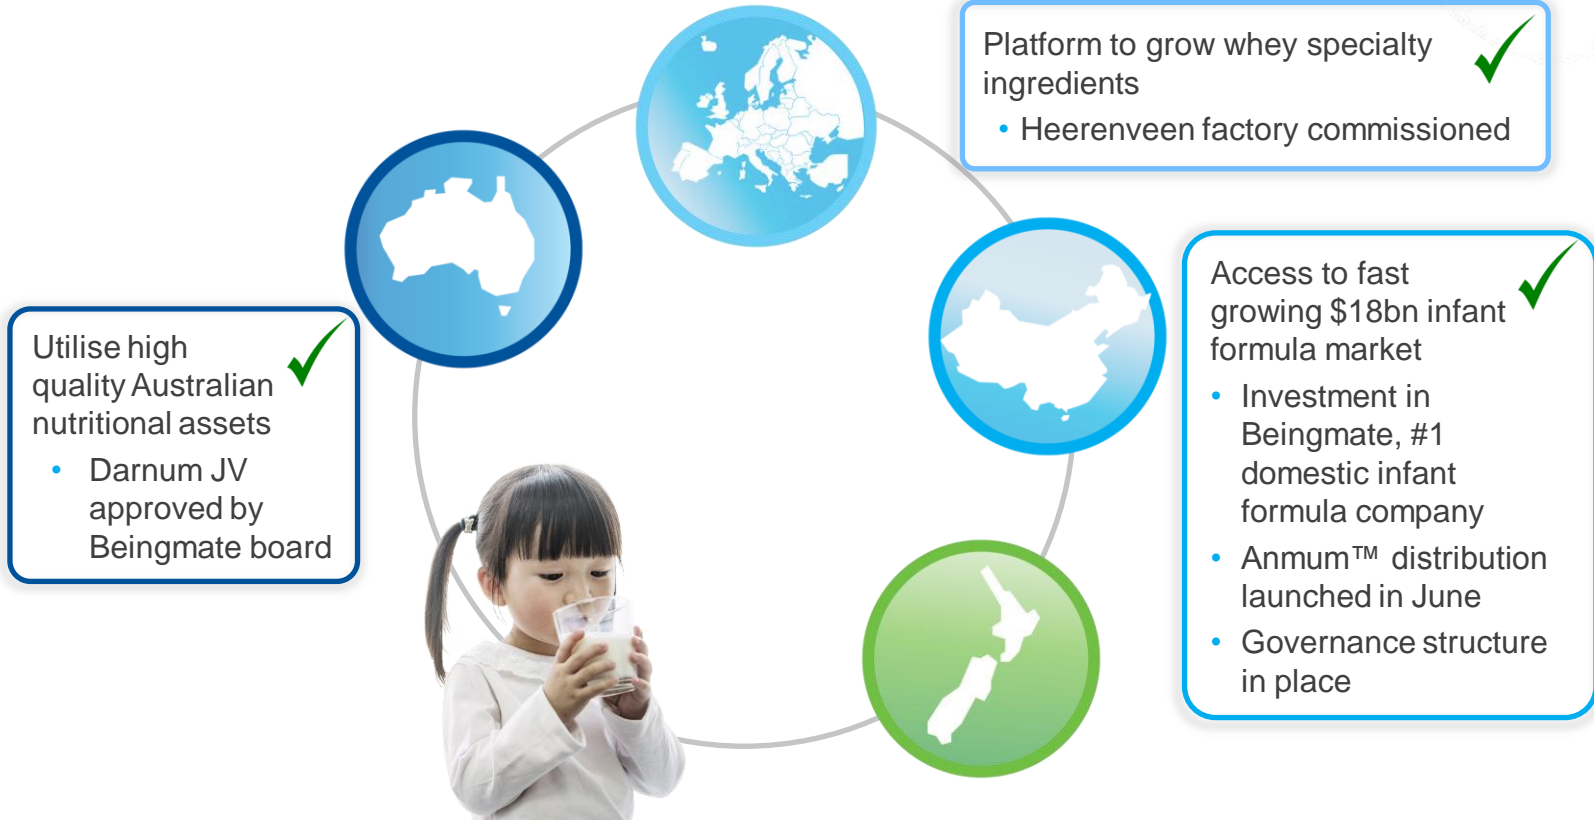 Platform to grow whey specialty
ingredients
• Heerenveen factory commissioned
Utilise high
quality Australian
nutritional assets
• Darnum JV
approved by
Beingmate board
Access to fast
growing $18bn infant
formula market
• Investment in
Beingmate, #1
domestic infant
formula company
• Anmum™ distribution
launched in June
• Governance structure
in place